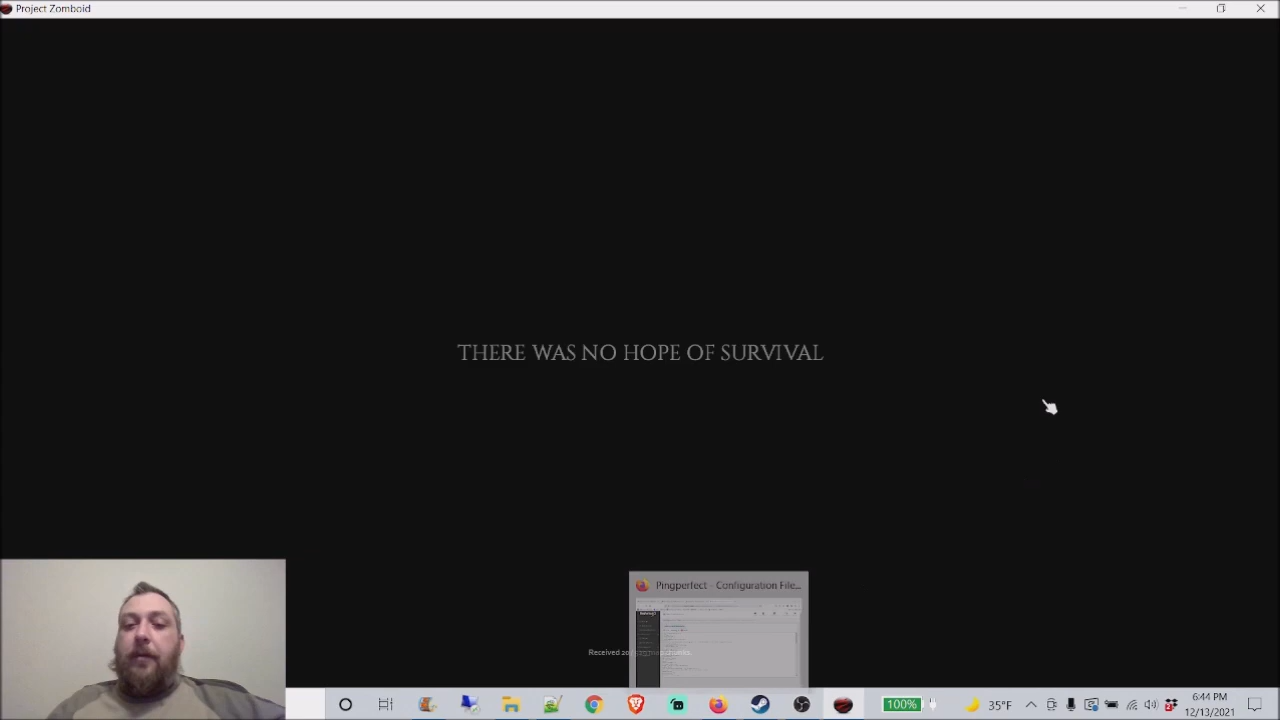 Project Zomboid
THERE WAS NO HOPE OF SURVIVAL
Pingperfect - Configuration File...
Received
100%
35°F
6:44 PM
12/13/2021